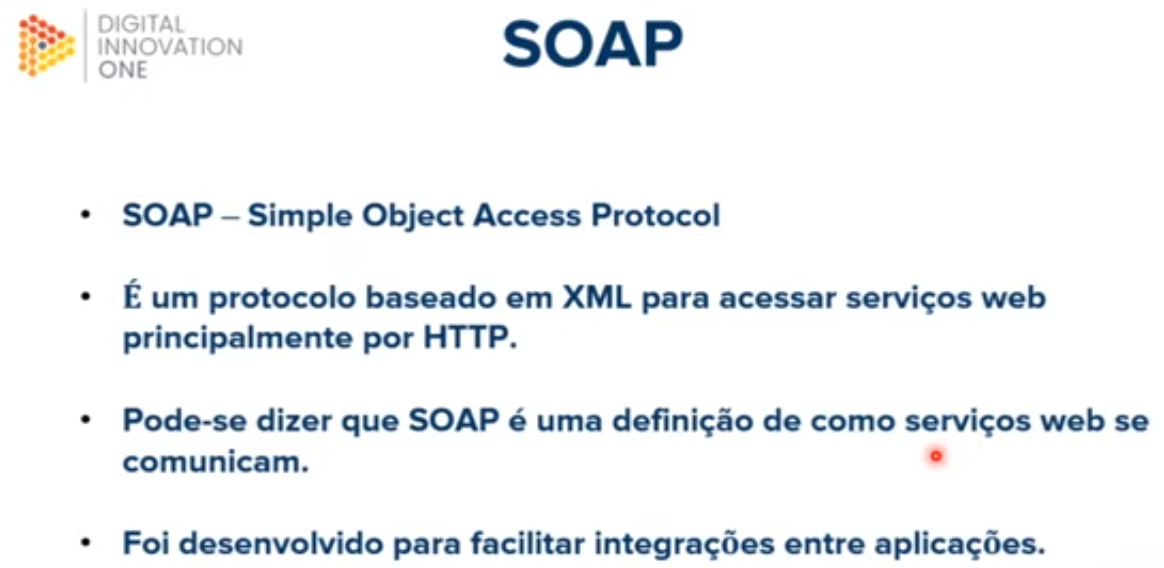 DIGITAL
INNOVATION
ONE
SOAP
• SOAP – Simple Object Access Protocol
• É um protocolo baseado em XML para acessar serviços web
principalmente por HTTP.
• Pode-se dizer que SOAP é uma definição de como serviços web se
comunicam.
• Foi desenvolvido para facilitar integrações entre aplicações.